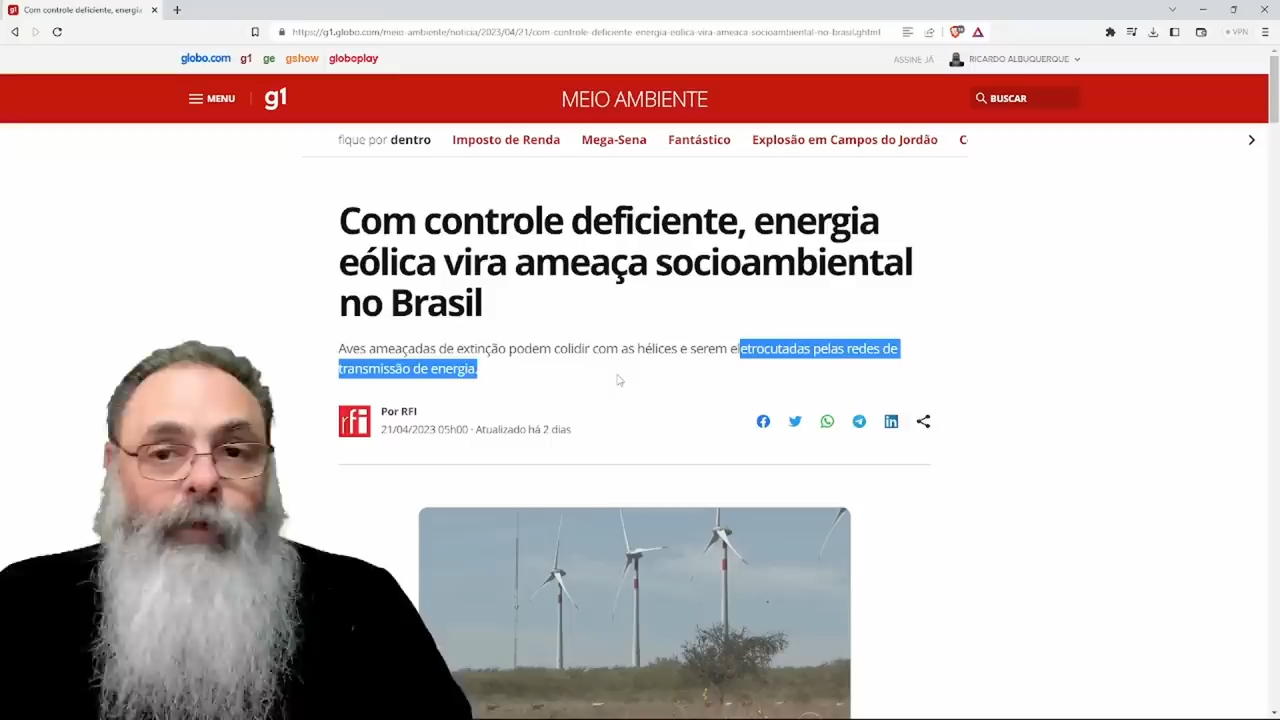 Com controle deficiente, energia
https://g1.globo.com/meio-ambiente/noticia/2023/04/21/com-controle-deficiente-energia-eolica-vira-ameaca-socioambiental-no-brasil.ghtml
VPN
globo.com g1 ge gshow globoplay
ASSINE JÁ
RICARDO ALBUQUERQUE
MENU
g1
MEIO AMBIENTE
BUSCAR
fique por dentro Imposto de Renda Mega-Sena Fantástico Explosão em Campos do Jordão
Com controle deficiente, energia
eólica vira ameaça socioambiental
no Brasil
Aves ameaçadas de extinção podem colidir com as hélices e serem eletrocutadas pelas redes de
transmissão de energia.
rfi
Por RFI
21/04/2023 05h00 · Atualizado há 2 dias